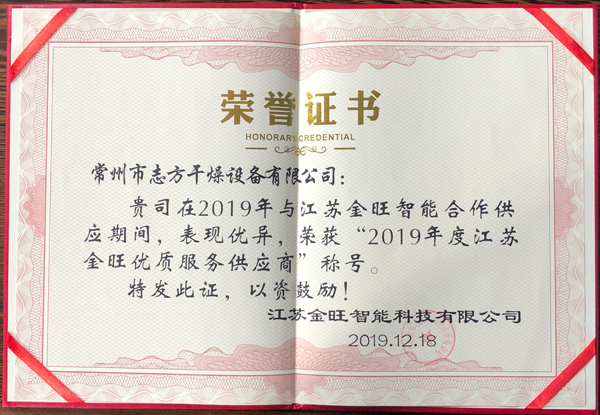 荣誉证书
HONORARY CREDENTIAL
常州市志方干燥设备有限公司：
贵司在2019年与江苏金旺智能合作供
应期间，表现优异，荣获“2019年度江苏
金旺优质服务供应商”称号。
特发此证，以资鼓励！
江苏金旺智能科技有限公司
2019.12.18